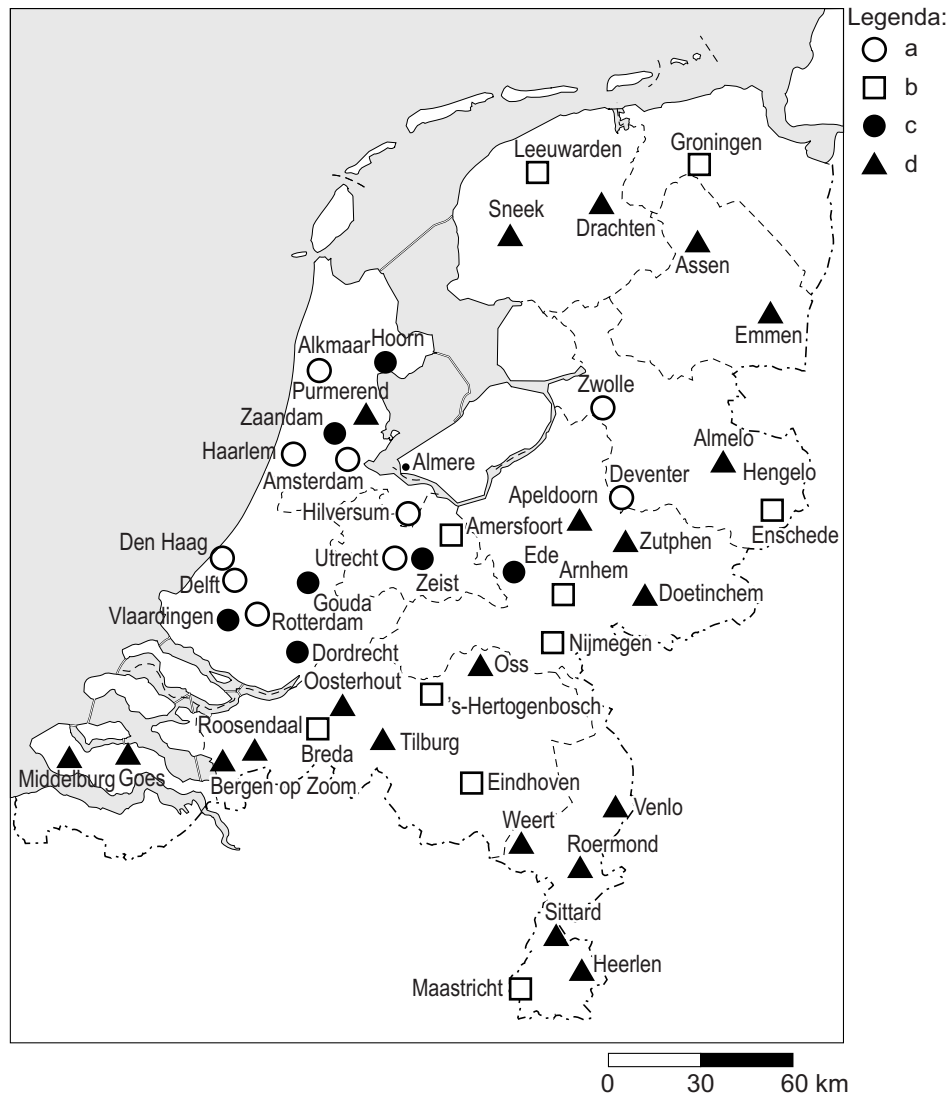 Legenda:
a
b
c
d
Leeuwarden
Groningen
Sneek
Drachten
Assen
Emmen
Alkmaar
Hoorn
Purmerend
Zwolle
Zaandam
Almelo
Haarlem
Amsterdam
Almere
Deventer
Hengelo
Apeldoorn
Hilversum
Amersfoort
Enschede
Den Haag
Utrecht
Zutphen
Ede
Arnhem
Delft
Zeist
Doetinchem
Gouda
Vlaardingen
Rotterdam
Nijmegen
Dordrecht
Oss
Oosterhout
's-Hertogenbosch
Roosendaal
Breda
Tilburg
Middelburg
Goes
Bergen op Zoom
Eindhoven
Venlo
Weert
Roermond
Sittard
Heerlen
Maastricht
0 30 60 km